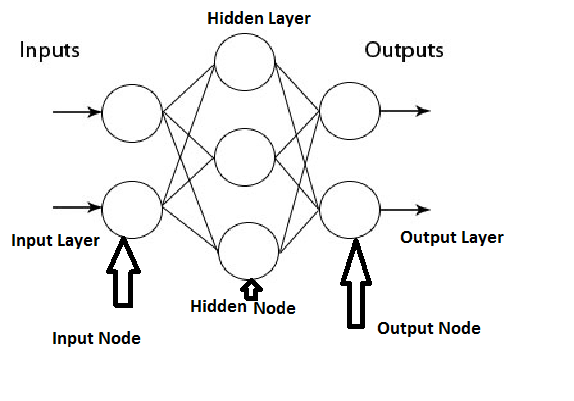 Hidden Layer
Inputs
Outputs
Input Layer
Output Layer
Hidden Node
Input Node
Output Node